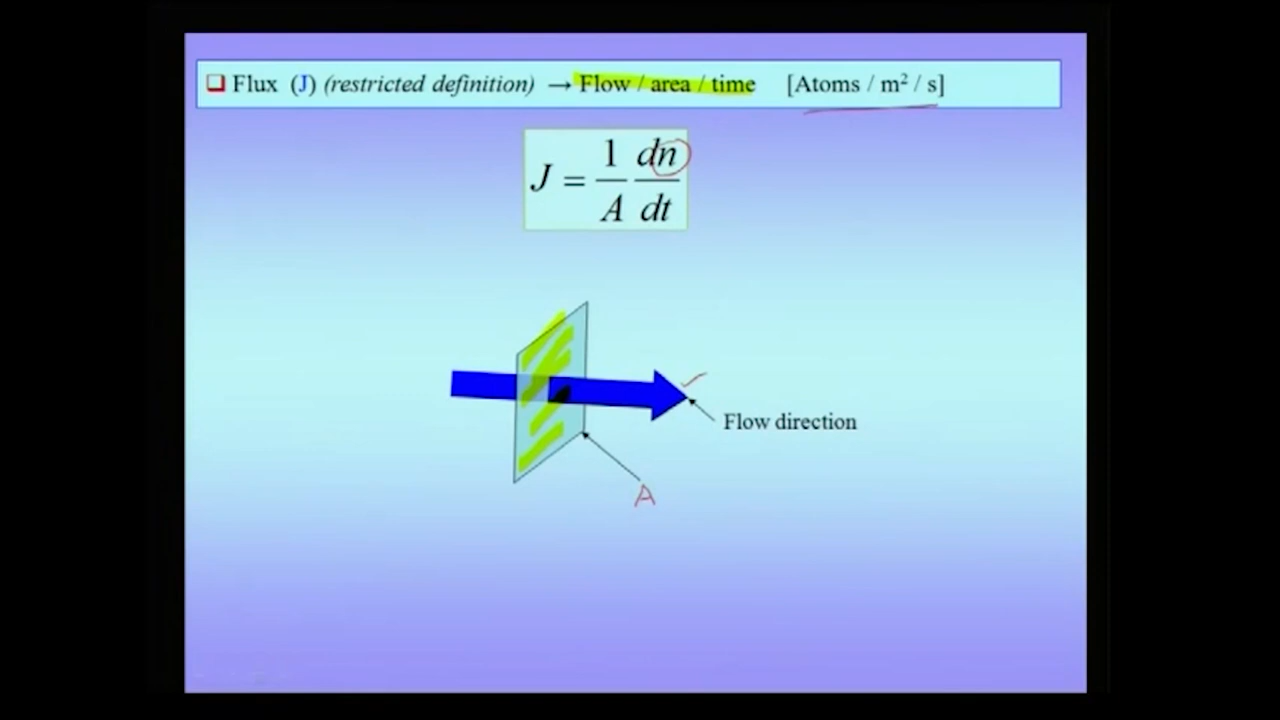 Flux (J) (restricted definition) → Flow / area / time [Atoms / m² / s]
J = 1/A dn/dt
Flow direction
A